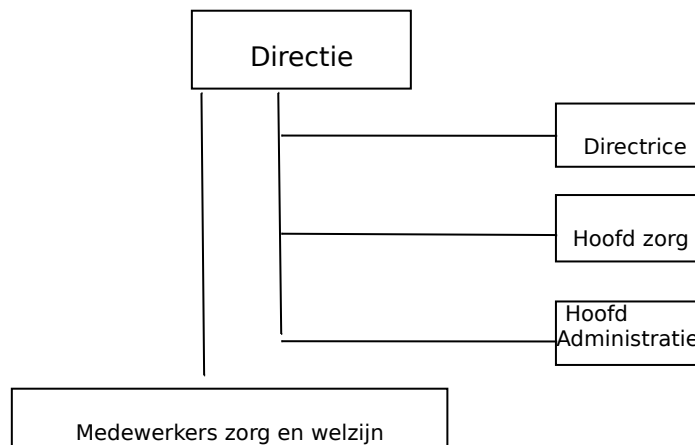 Directie
Directrice
Hoofd zorg
Hoofd
Administratie
Medewerkers zorg en welzijn